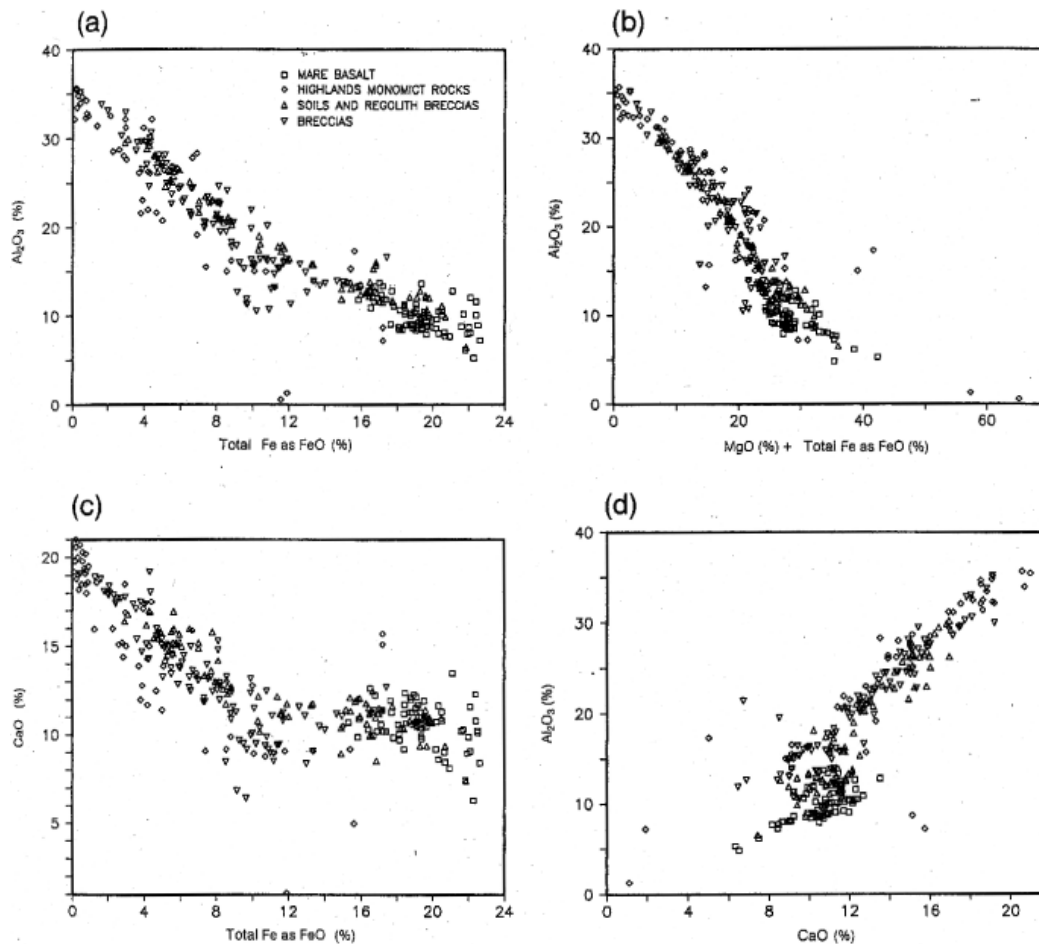 (a)
40
30
20
10
0
Al₂O₃ (%)
□ MARE BASALT
◇ HIGHLANDS MONOMICT ROCKS
△ SOILS AND REGOLITH BRECCIAS
▽ BRECCIAS
0 4 8 12 16 20 24
Total Fe as FeO (%)
(b)
40
30
20
10
0
Al₂O₃ (%)
0 20 40 60
MgO (%) + Total Fe as FeO (%)
(c)
20
15
10
5
CaO (%)
0 4 8 12 16 20 24
Total Fe as FeO (%)
(d)
40
30
20
10
0
Al₂O₃ (%)
0 4 8 12 16 20
CaO (%)